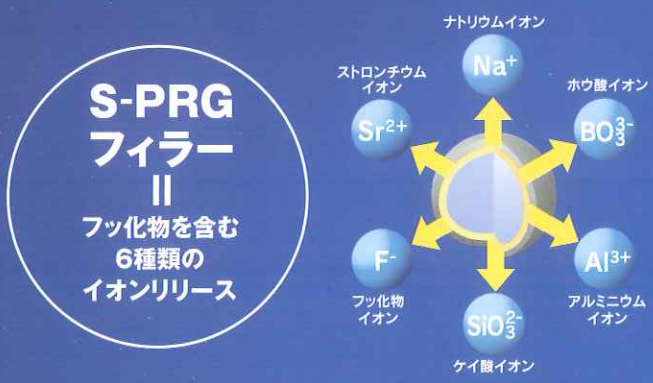 S-PRG
フィラー
||
フッ化物を含む
6種類の
イオンリリース
ナトリウムイオン
Na⁺
ストロンチウム
イオン
Sr²⁺
ホウ酸イオン
BO₃³⁻
F⁻
フッ化物
イオン
Al³⁺
アルミニウム
イオン
SiO₃²⁻
ケイ酸イオン